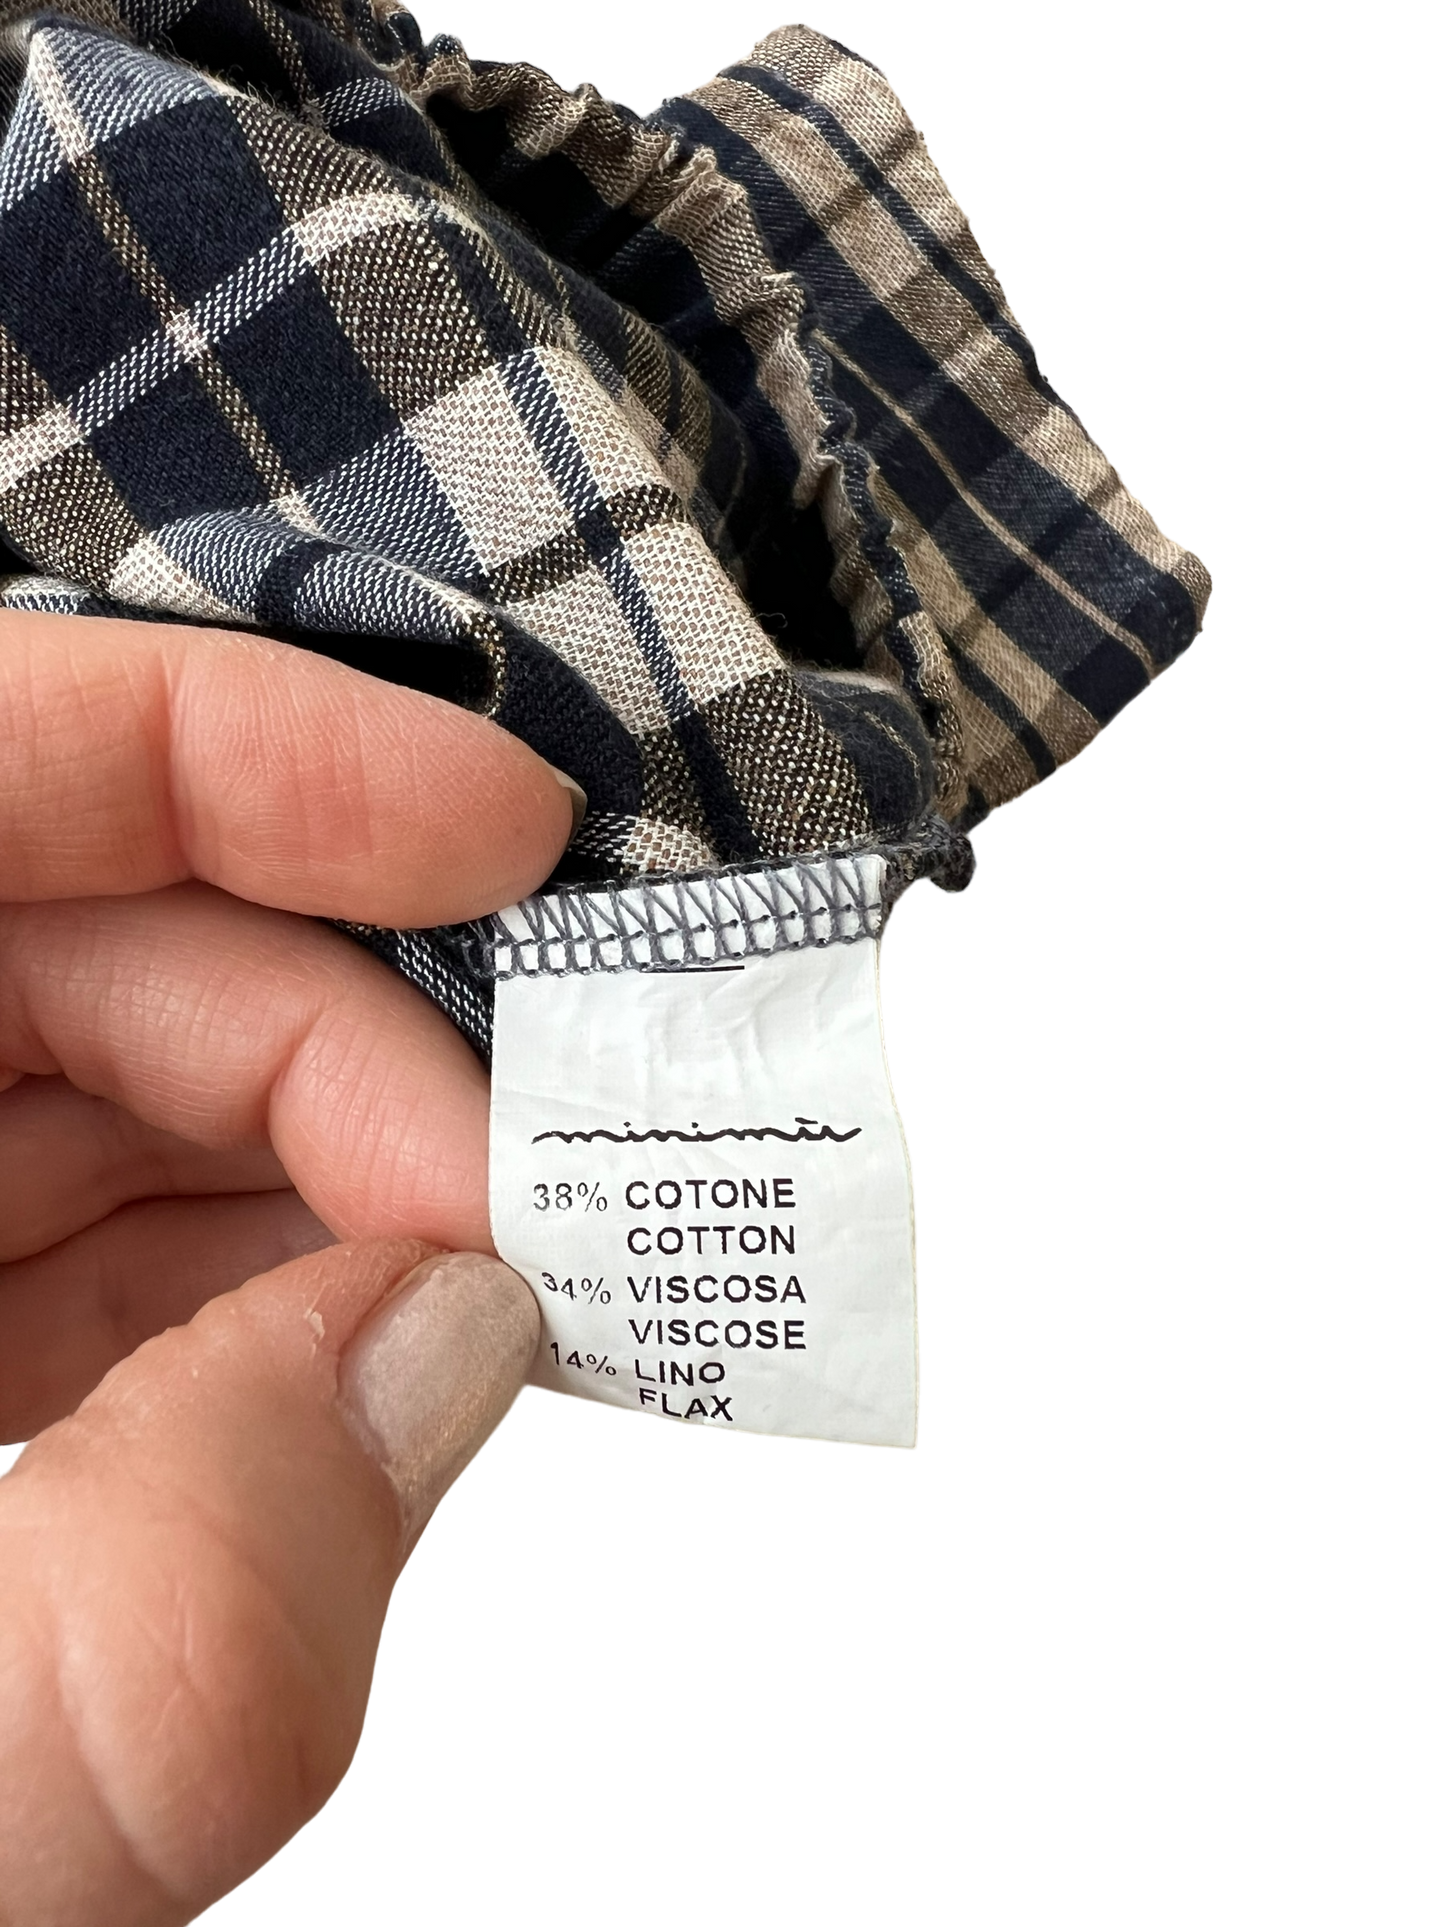 minimù
38% COTONE
COTTON
34% VISCOSA
VISCOSE
14% LINO
FLAX